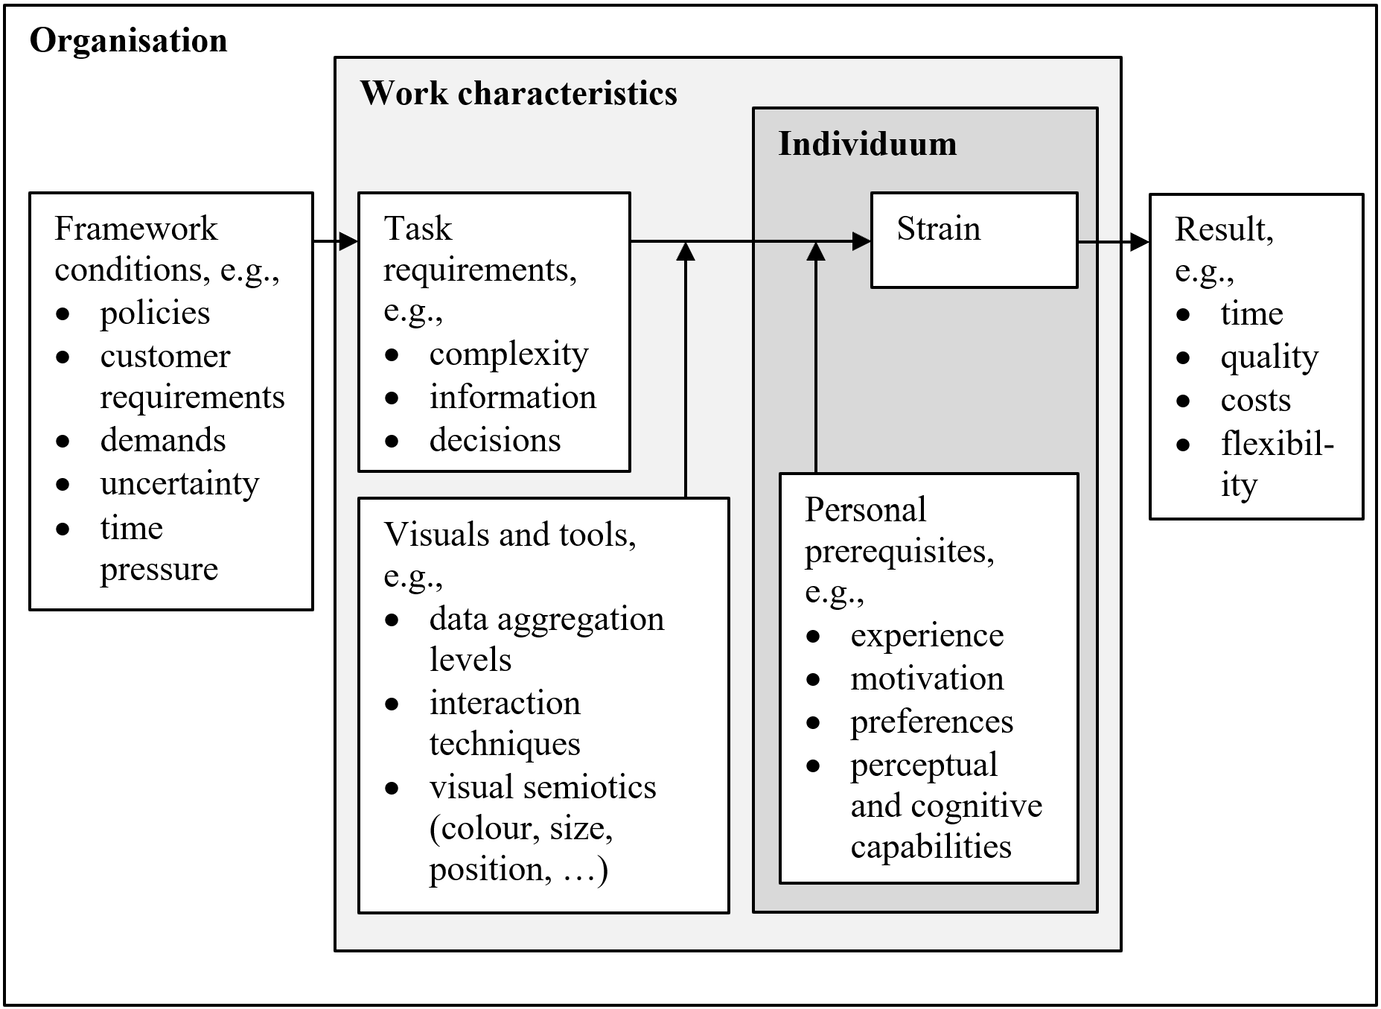 Organisation
Work characteristics
Individuum
Framework
conditions, e.g.,
• policies
• customer
requirements
• demands
• uncertainty
• time
pressure
Task
requirements,
e.g.,
• complexity
• information
• decisions
Visuals and tools,
e.g.,
• data aggregation
levels
• interaction
techniques
• visual semiotics
(colour, size,
position, …)
Strain
Personal
prerequisites,
e.g.,
• experience
• motivation
• preferences
• perceptual
and cognitive
capabilities
Result,
e.g.,
• time
• quality
• costs
• flexibil-
ity